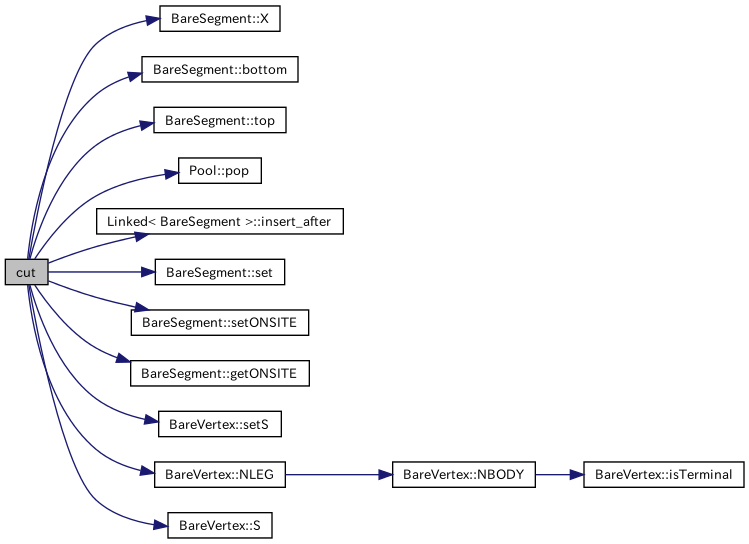 BareSegment::X
BareSegment::bottom
BareSegment::top
Pool::pop
Linked< BareSegment >::insert_after
cut
BareSegment::set
BareSegment::setONSITE
BareSegment::getONSITE
BareVertex::setS
BareVertex::NLEG
BareVertex::NBODY
BareVertex::isTerminal
BareVertex::S